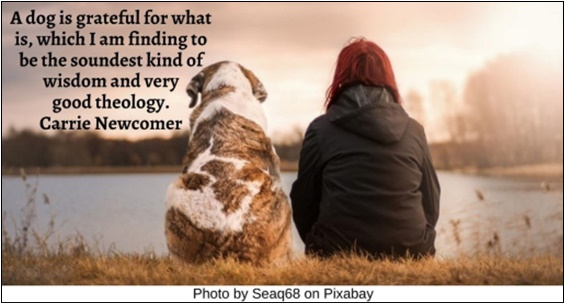 A dog is grateful for what
is, which I am finding to
be the soundest kind of
wisdom and very
good theology.
Carrie Newcomer
Photo by Seaq68 on Pixabay